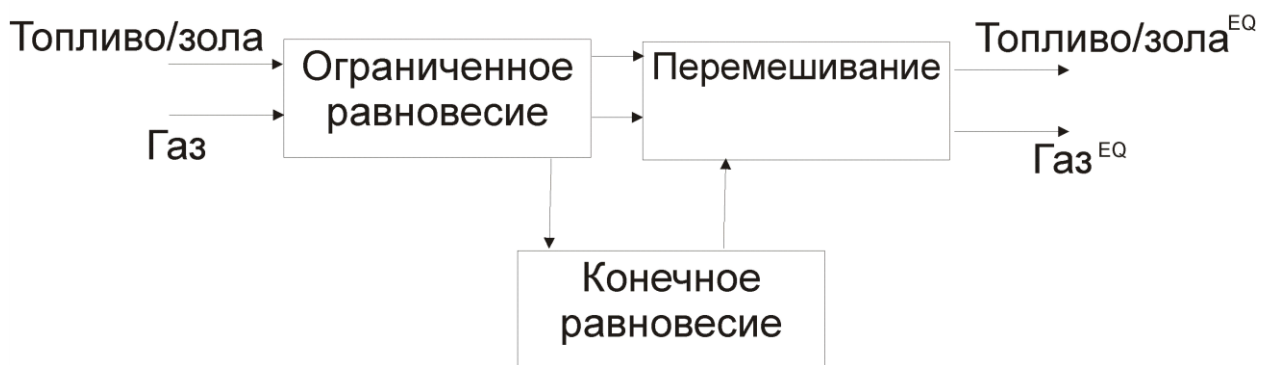 Топливо/зола
Газ
Ограниченное
равновесие
Перемешивание
Топливо/зола^EQ
Газ^EQ
Конечное
равновесие